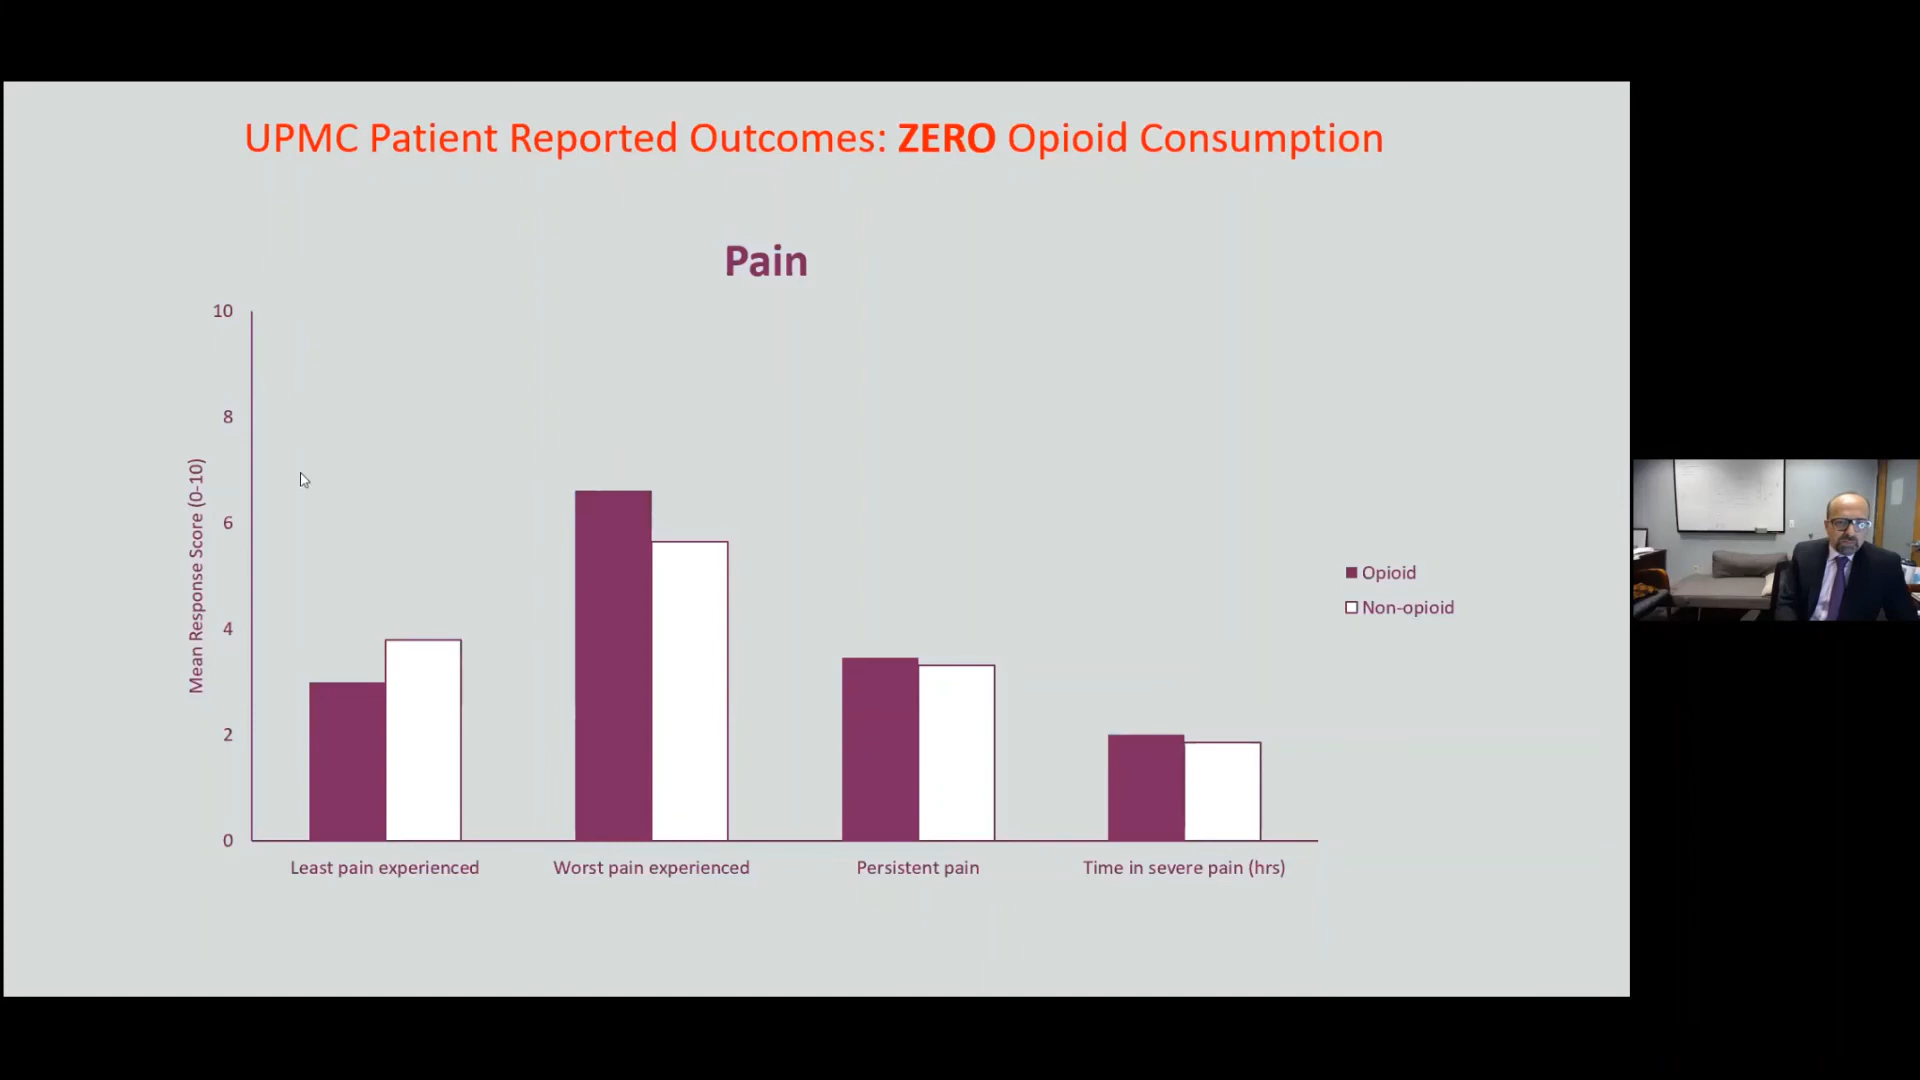 UPMC Patient Reported Outcomes: ZERO Opioid Consumption
Pain
10
8
6
4
2
0
Mean Response Score (0-10)
Least pain experienced
Worst pain experienced
Persistent pain
Time in severe pain (hrs)
Opioid
Non-opioid